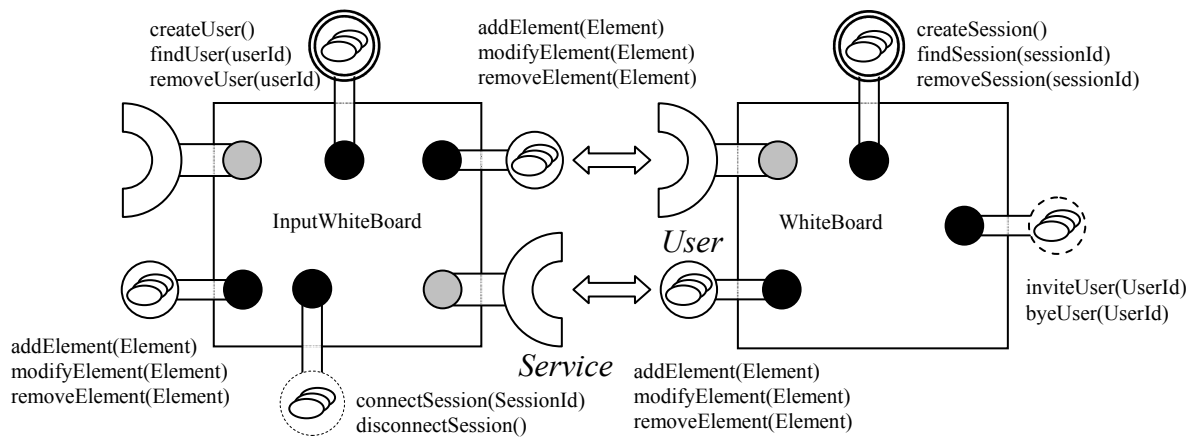 createUser()
findUser(userId)
removeUser(userId)
addElement(Element)
modifyElement(Element)
removeElement(Element)
createSession()
findSession(sessionId)
removeSession(sessionId)
InputWhiteBoard
WhiteBoard
User
inviteUser(UserId)
byeUser(UserId)
addElement(Element)
modifyElement(Element)
removeElement(Element)
Service
connectSession(SessionId)
disconnectSession()
addElement(Element)
modifyElement(Element)
removeElement(Element)